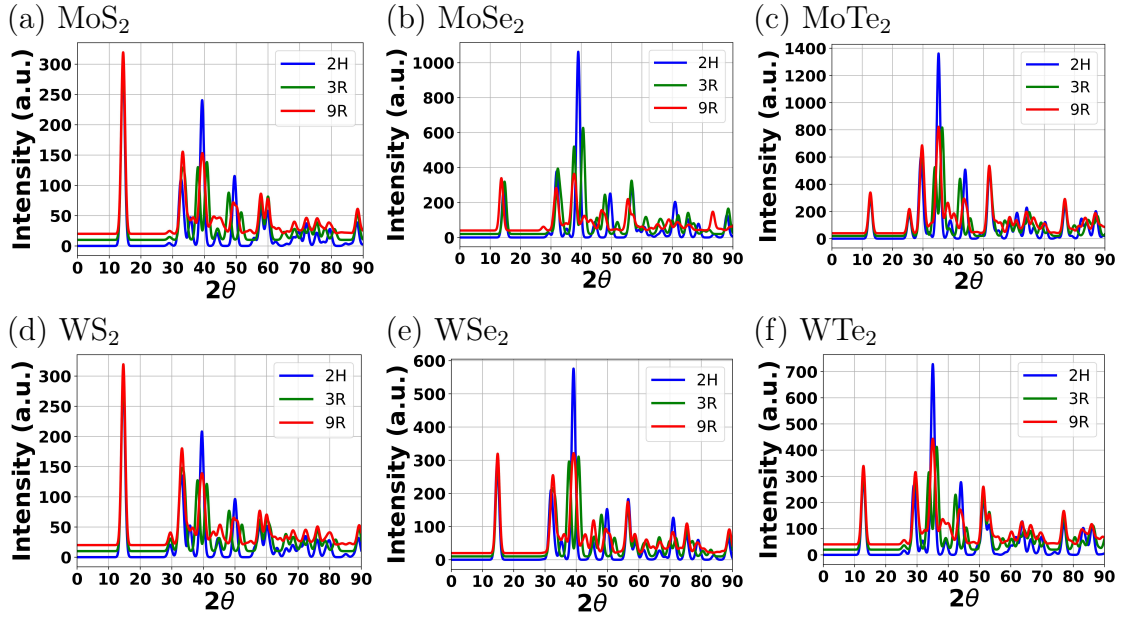 (a) MoS₂
Intensity (a.u.)
300
250
200
150
100
50
0
0 10 20 30 40 50 60 70 80 90
2θ
2H
3R
9R
(b) MoSe₂
Intensity (a.u.)
1000
800
600
400
200
0
0 10 20 30 40 50 60 70 80 90
2θ
2H
3R
9R
(c) MoTe₂
Intensity (a.u.)
1400
1200
1000
800
600
400
200
0
0 10 20 30 40 50 60 70 80 90
2θ
2H
3R
9R
(d) WS₂
Intensity (a.u.)
300
250
200
150
100
50
0
0 10 20 30 40 50 60 70 80 90
2θ
2H
3R
9R
(e) WSe₂
Intensity (a.u.)
600
500
400
300
200
100
0
0 10 20 30 40 50 60 70 80 90
2θ
2H
3R
9R
(f) WTe₂
Intensity (a.u.)
700
600
500
400
300
200
100
0
0 10 20 30 40 50 60 70 80 90
2θ
2H
3R
9R